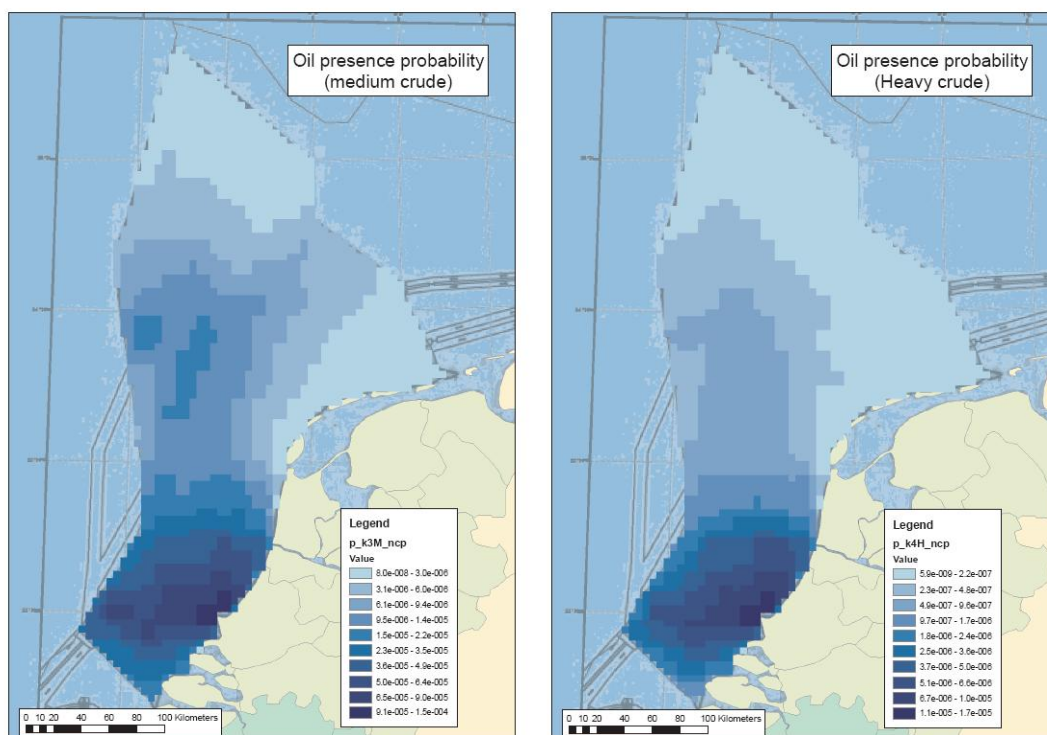 Oil presence probability
(medium crude)
Legend
p_k3M_ncp
Value
8.0e-008 - 3.0e-006
3.1e-006 - 6.0e-006
6.1e-006 - 9.4e-006
9.5e-006 - 1.4e-005
1.5e-005 - 2.2e-005
2.3e-005 - 3.5e-005
3.6e-005 - 4.9e-005
5.0e-005 - 6.4e-005
6.5e-005 - 9.0e-005
9.1e-005 - 1.5e-004
0 10 20 40 60 80 100 Kilometers
Oil presence probability
(Heavy crude)
Legend
p_k4H_ncp
Value
5.9e-009 - 2.2e-007
2.3e-007 - 4.8e-007
4.9e-007 - 9.6e-007
9.7e-007 - 1.7e-006
1.8e-006 - 2.4e-006
2.5e-006 - 3.6e-006
3.7e-006 - 5.0e-006
5.1e-006 - 6.6e-006
6.7e-006 - 1.0e-005
1.1e-005 - 1.7e-005
0 10 20 40 60 80 100 Kilometers